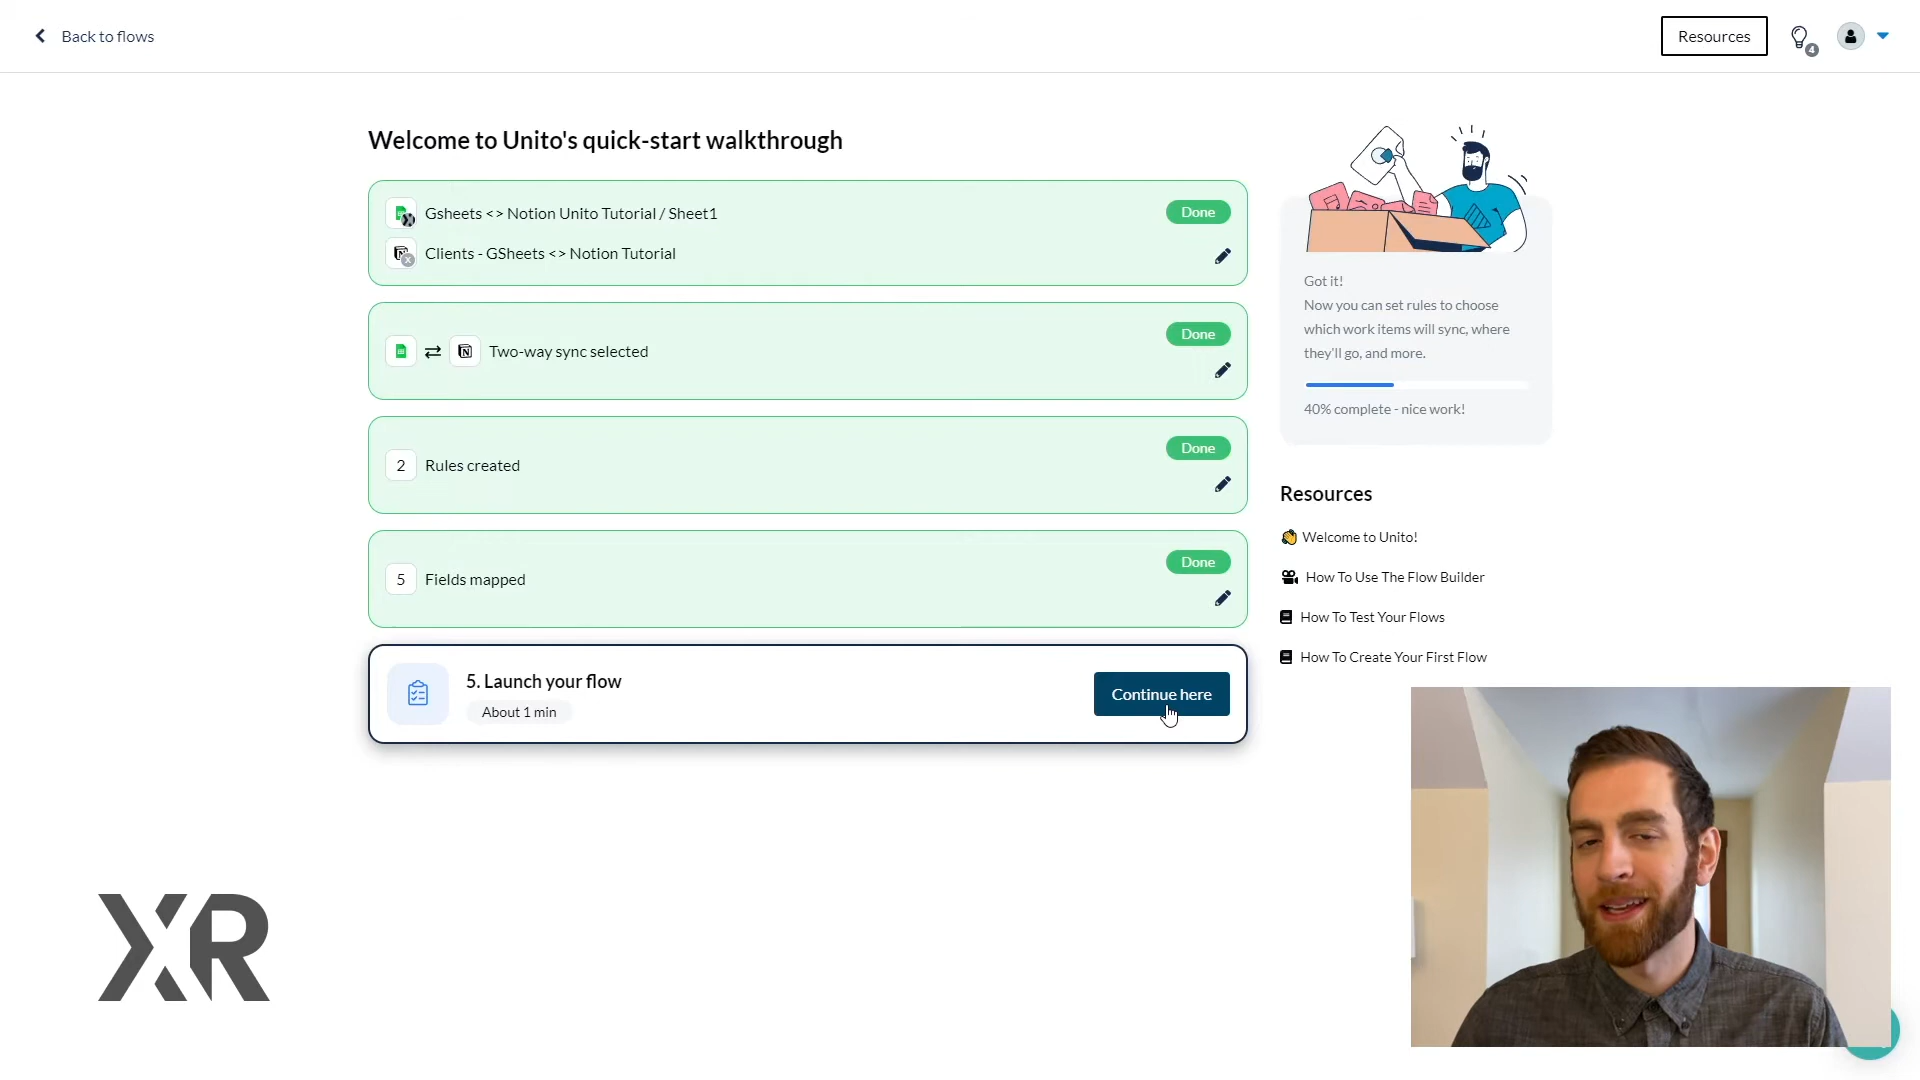 Back to flows
Resources
4
Welcome to Unito's quick-start walkthrough
Gsheets <> Notion Unito Tutorial / Sheet1
Done
Clients - GSheets <> Notion Tutorial
Two-way sync selected
Done
2
Rules created
Done
5
Fields mapped
Done
5. Launch your flow
About 1 min
Continue here
Got it!
Now you can set rules to choose
which work items will sync, where
they'll go, and more.
40% complete - nice work!
Resources
Welcome to Unito!
How To Use The Flow Builder
How To Test Your Flows
How To Create Your First Flow
XR